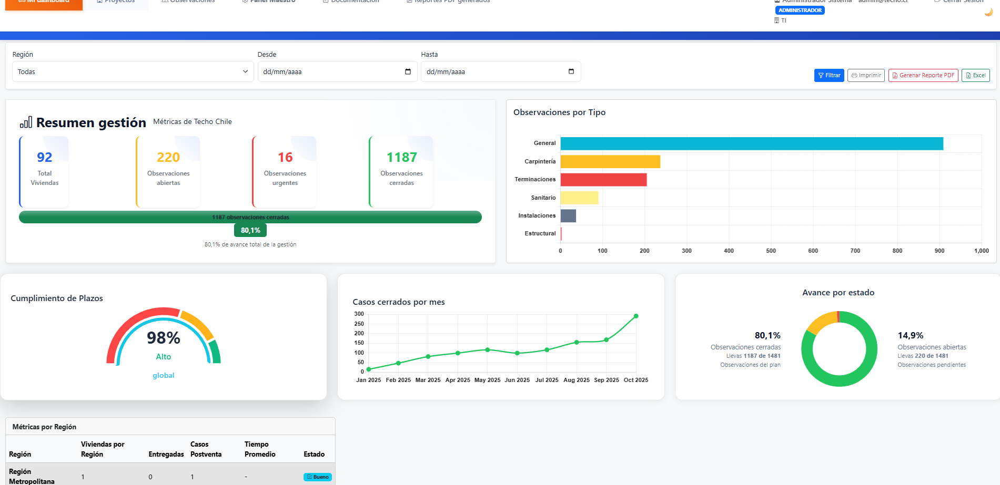 Mi dashboard
Proyectos
Observaciones
Panel Maestro
Documentación
Reportes PDF generados
Administrador Sistema
admin@techo.cl
Cerrar Sesión
ADMINISTRADOR
TI
Región
Desde
Hasta
Todas
dd/mm/aaaa
dd/mm/aaaa
Filtrar
Imprimir
Gerenar Reporte PDF
Excel
Resumen gestión
Métricas de Techo Chile
92
Total
Viviendas
220
Observaciones
abiertas
16
Observaciones
urgentes
1187
Observaciones
cerradas
1187 observaciones cerradas
80,1%
80,1% de avance total de la gestión
Observaciones por Tipo
General
Carpintería
Terminaciones
Sanitario
Instalaciones
Estructural
0 100 200 300 400 500 600 700 800 900 1,000
Cumplimiento de Plazos
98%
Alto
global
Casos cerrados por mes
300
250
200
150
100
50
0
Jan 2025 Feb 2025 Mar 2025 Apr 2025 May 2025 Jun 2025 Jul 2025 Aug 2025 Sep 2025 Oct 2025
Avance por estado
80,1%
Observaciones cerradas
Llevas 1187 de 1481
Observaciones del plan
14,9%
Observaciones abiertas
Llevas 220 de 1481
Observaciones pendientes
Métricas por Región
Región Viviendas por Región Entregadas Casos Postventa Tiempo Promedio Estado
Región Metropolitana 1 0 1 - Bueno